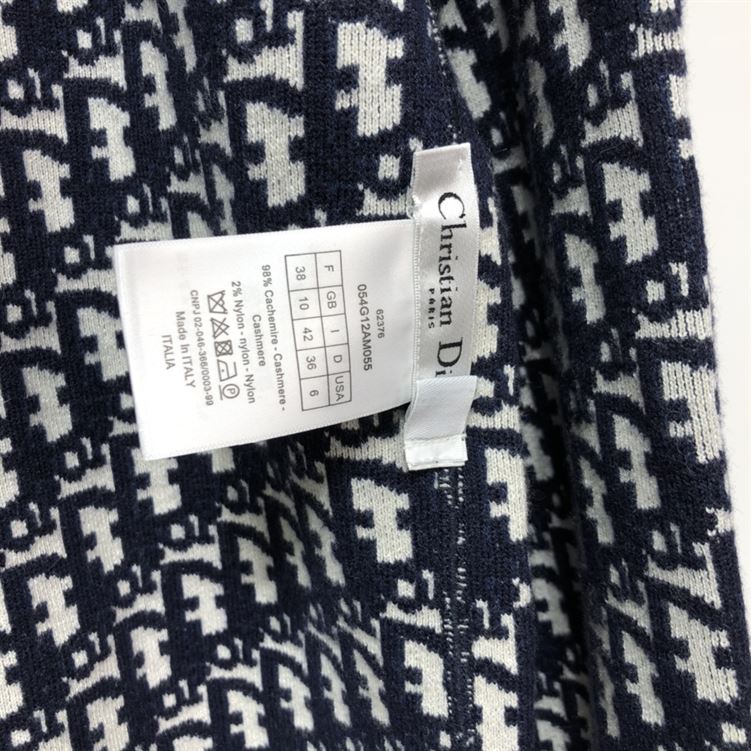 Christian Di
PARIS
62376
054G12AM055
F GB I D USA
38 10 42 36 6
98% Cachemire - Cashmere -
Cashmere
2% Nylon - nylon - Nylon
P
CNPJ 02-046-366/0003-99
Made In ITALY
ITALIA